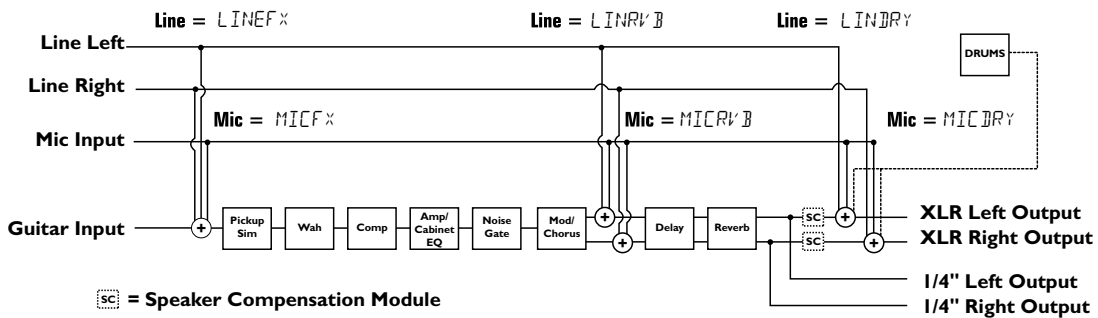 Line = LINEFX Line = LINRVB Line = LINDRY
Line Left
DRUMS
Line Right
Mic = MICFX Mic = MICRVB Mic = MICDRY
Mic Input
Guitar Input
Pickup
Sim
Wah
Comp
Amp/
Cabinet
EQ
Noise
Gate
Mod/
Chorus
+
+
+
Delay
Reverb
SC
SC
+
+
XLR Left Output
XLR Right Output
1/4" Left Output
1/4" Right Output
SC = Speaker Compensation Module